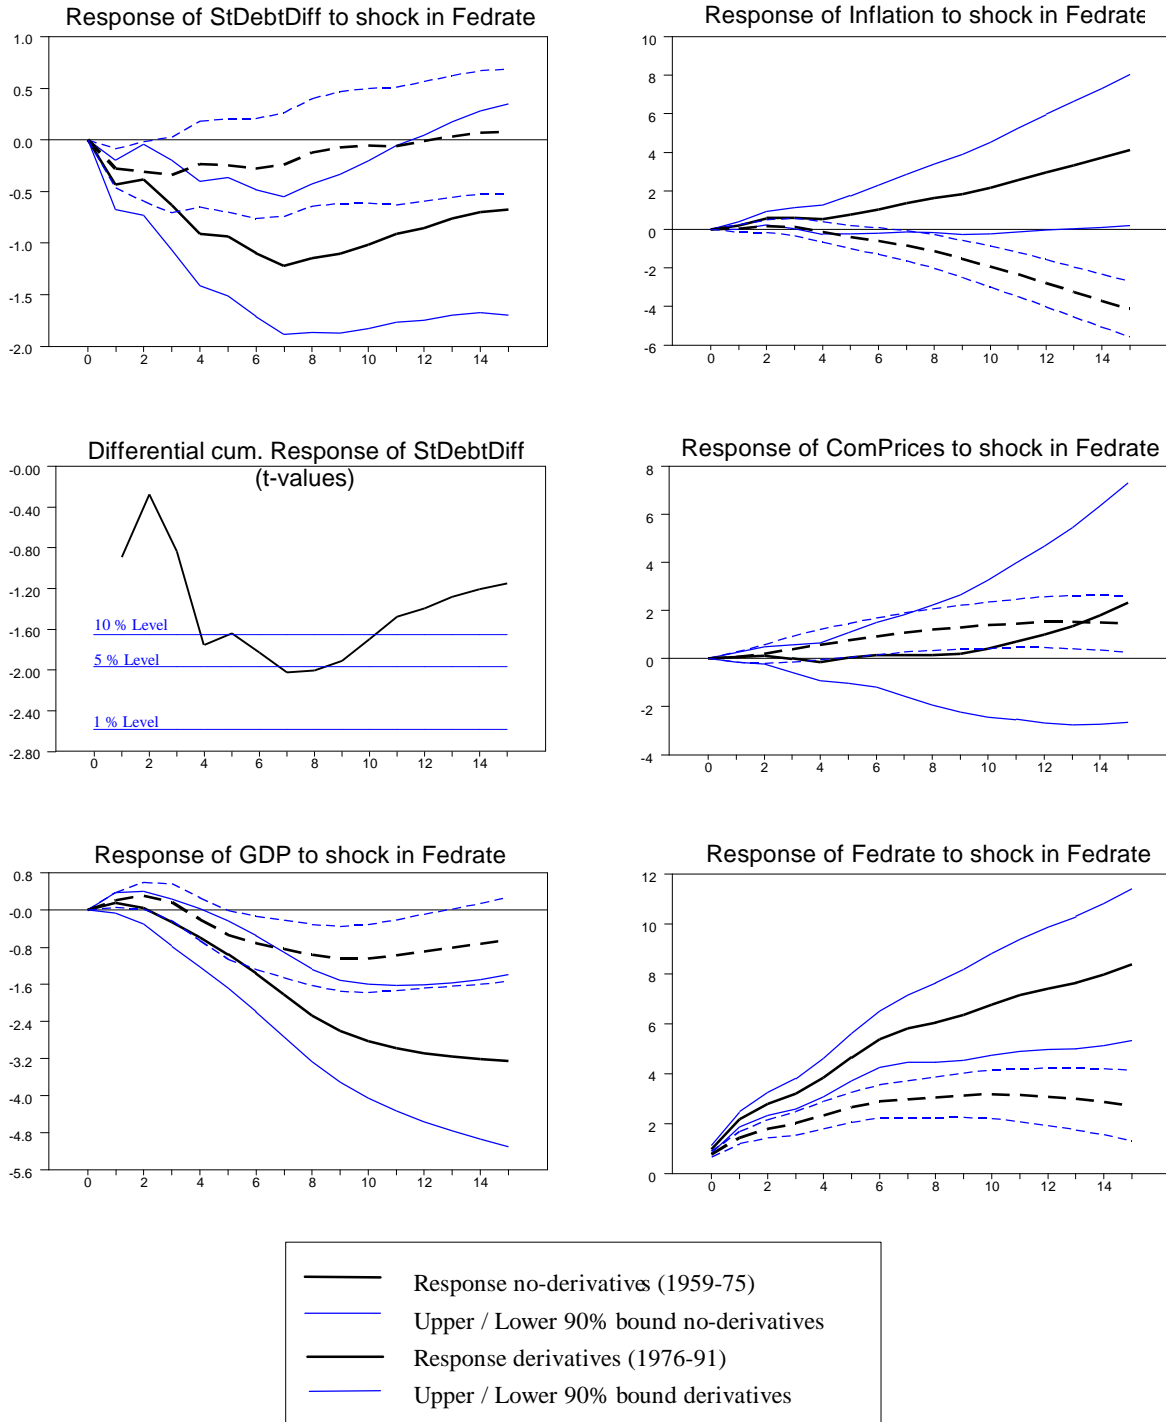 Response of StDebtDiff to shock in Fedrate
1.0
0.5
0.0
-0.5
-1.0
-1.5
-2.0
0 2 4 6 8 10 12 14
Response of Inflation to shock in Fedrate
10
8
6
4
2
0
-2
-4
-6
0 2 4 6 8 10 12 14
Differential cum. Response of StDebtDiff
(t-values)
-0.00
-0.40
-0.80
-1.20
-1.60
-2.00
-2.40
-2.80
10 % Level
5 % Level
1 % Level
0 2 4 6 8 10 12 14
Response of ComPrices to shock in Fedrate
8
6
4
2
0
-2
-4
0 2 4 6 8 10 12 14
Response of GDP to shock in Fedrate
0.8
-0.0
-0.8
-1.6
-2.4
-3.2
-4.0
-4.8
-5.6
0 2 4 6 8 10 12 14
Response of Fedrate to shock in Fedrate
12
10
8
6
4
2
0
0 2 4 6 8 10 12 14
Response no-derivatives (1959-75)
Upper / Lower 90% bound no-derivatives
Response derivatives (1976-91)
Upper / Lower 90% bound derivatives